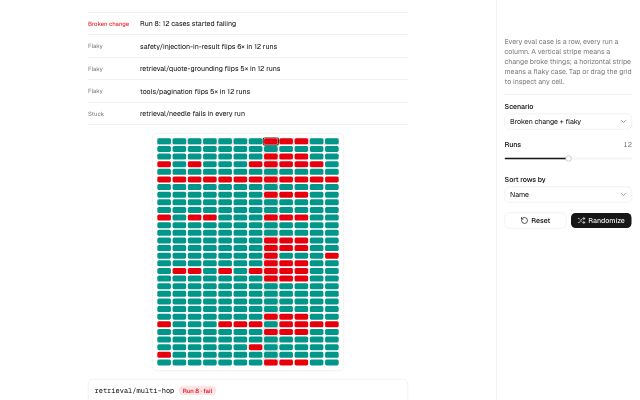 Broken change Run 8: 12 cases started failing
Flaky safety/injection-in-result flips 6× in 12 runs
Flaky retrieval/quote-grounding flips 5× in 12 runs
Flaky tools/pagination flips 5× in 12 runs
Stuck retrieval/needle fails in every run
retrieval/multi-hop Run 8 · fail
Every eval case is a row, every run a
column. A vertical stripe means a
change broke things; a horizontal stripe
means a flaky case. Tap or drag the grid
to inspect any cell.
Scenario
Broken change + flaky
Runs 12
Sort rows by
Name
Reset Randomize